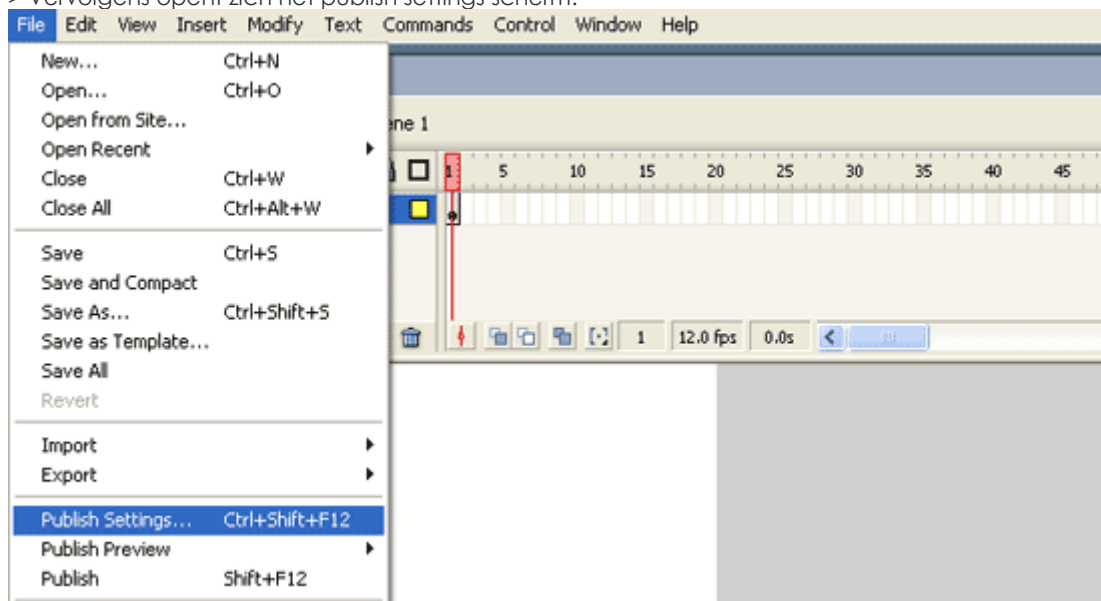 > Vervolgens opent zich het publish settings scherm.
File Edit View Insert Modify Text Commands Control Window Help
New... Ctrl+N
Open... Ctrl+O
Open from Site...
ene 1
Open Recent
1 5 10 15 20 25 30 35 40 45
Close Ctrl+W
Close All Ctrl+Alt+W
Save Ctrl+S
Save and Compact
Save As... Ctrl+Shift+S
Save as Template...
1 12.0 fps 0.0s
Save All
Revert
Import
Export
Publish Settings... Ctrl+Shift+F12
Publish Preview
Publish Shift+F12